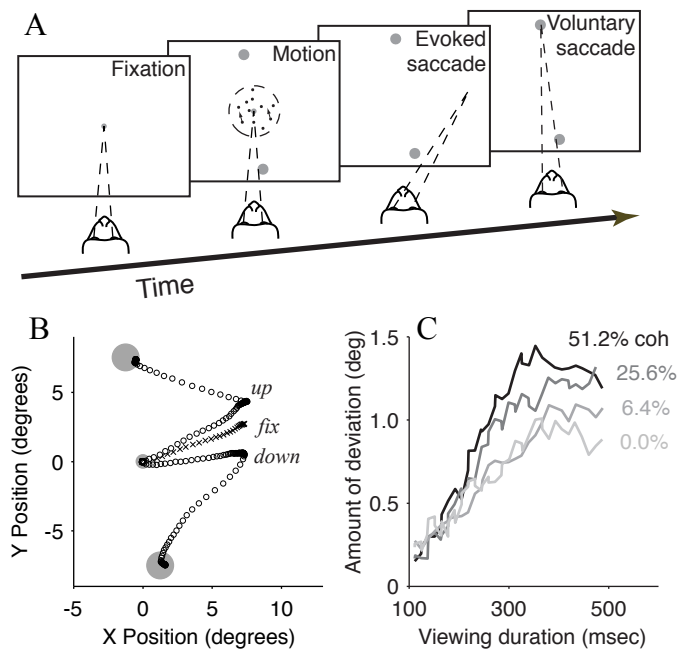 A
Fixation
Motion
Evoked
saccade
Voluntary
saccade
Time
B
Y Position (degrees)
5
0
-5
up
fix
down
-5
0
5
10
X Position (degrees)
C
Amount of deviation (deg)
1.5
1.0
0.5
0
51.2% coh
25.6%
6.4%
0.0%
100
300
500
Viewing duration (msec)